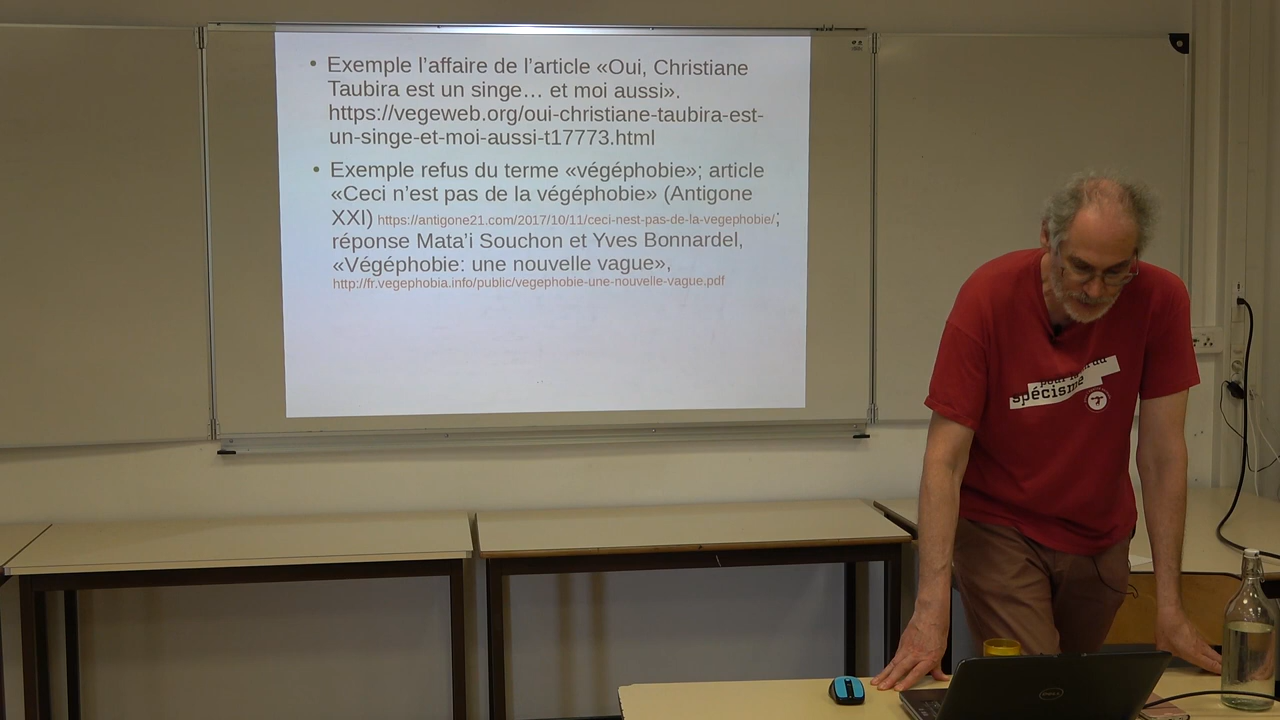 • Exemple l’affaire de l’article «Oui, Christiane
Taubira est un singe… et moi aussi».
https://vegeweb.org/oui-christiane-taubira-est-
un-singe-et-moi-aussi-t17773.html
• Exemple refus du terme «végéphobie»; article
«Ceci n’est pas de la végéphobie» (Antigone
XXI) https://antigone21.com/2017/10/11/ceci-nest-pas-de-la-vegephobie/;
réponse Mata’i Souchon et Yves Bonnardel,
«Végéphobie: une nouvelle vague»,
http://fr.vegephobia.info/public/vegephobie-une-nouvelle-vague.pdf
pour
spécisme
DELL